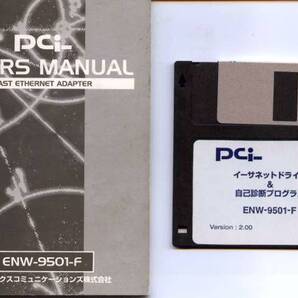 PCi
ERS MANUAL
AST ETHERNET ADAPTER
ENW-9501-F
クスコミュニケーションズ株式会社
PCi
イーサネットドライ
&
自己診断プログラ
ENW-9501-F
Version : 2.00